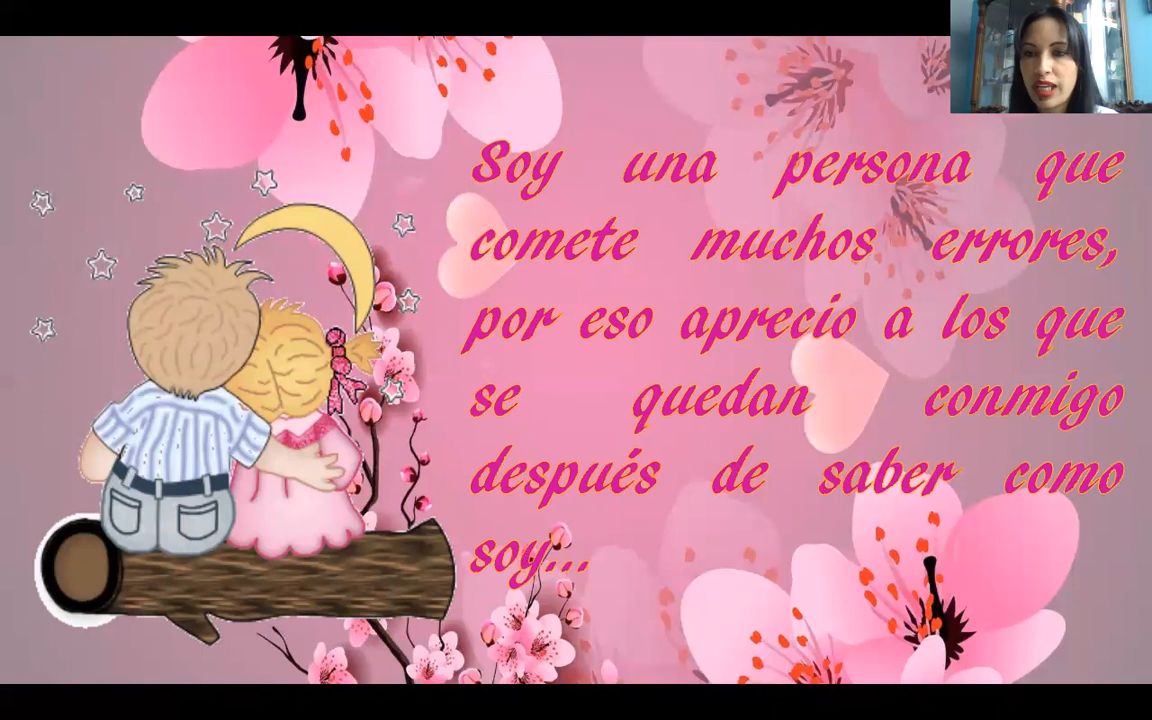 Soy una persona que
comete muchos errores,
por eso aprecio a los que
se quedan conmigo
después de saber como
soy...